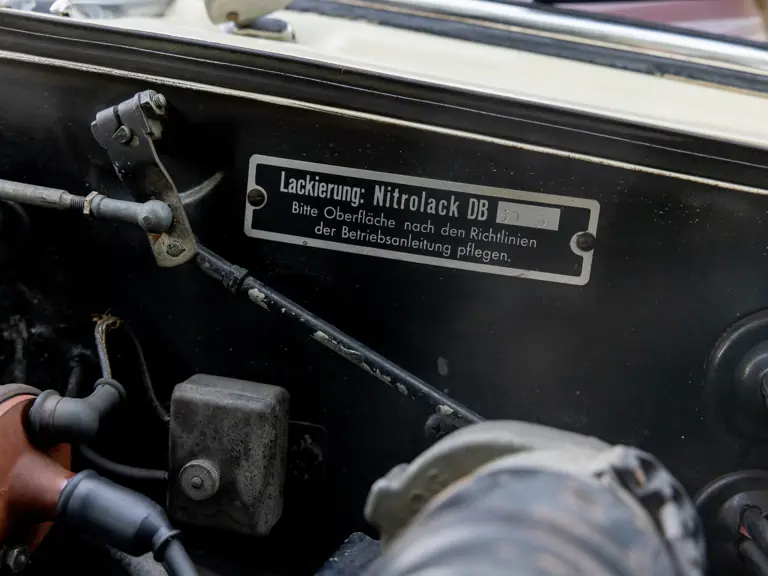 Lackierung: Nitrolack DB
Bitte Oberfläche nach den Richtlinien
der Betriebsanleitung pflegen.